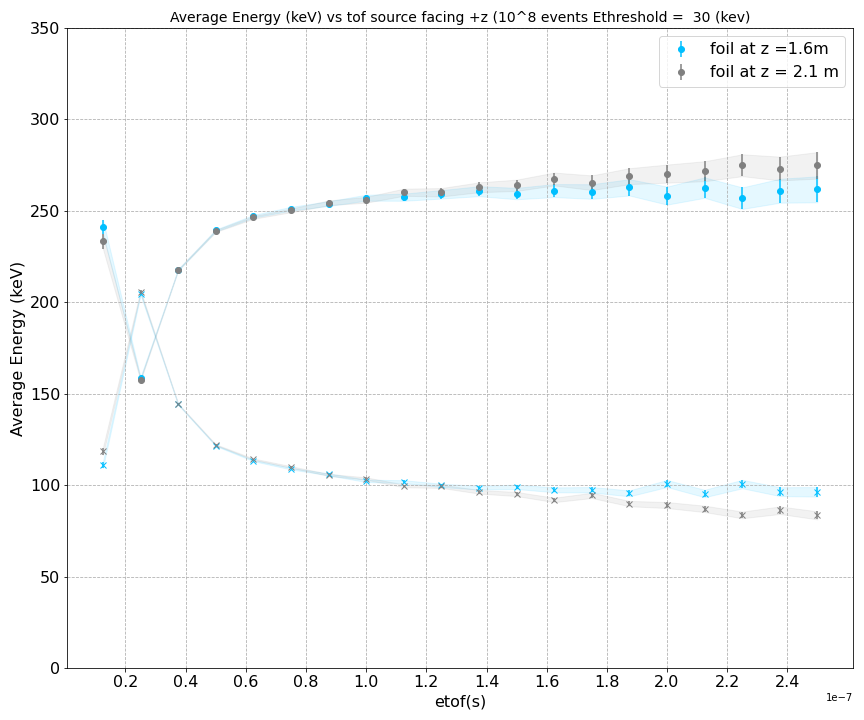 Average Energy (keV) vs tof source facing +z (10^8 events Ethreshold =  30 (kev)
350
foil at z =1.6m
foil at z = 2.1 m
300
250
200
Average Energy (keV)
150
100
50
0
0.2 0.4 0.6 0.8 1.0 1.2 1.4 1.6 1.8 2.0 2.2 2.4
1e−7
etof(s)